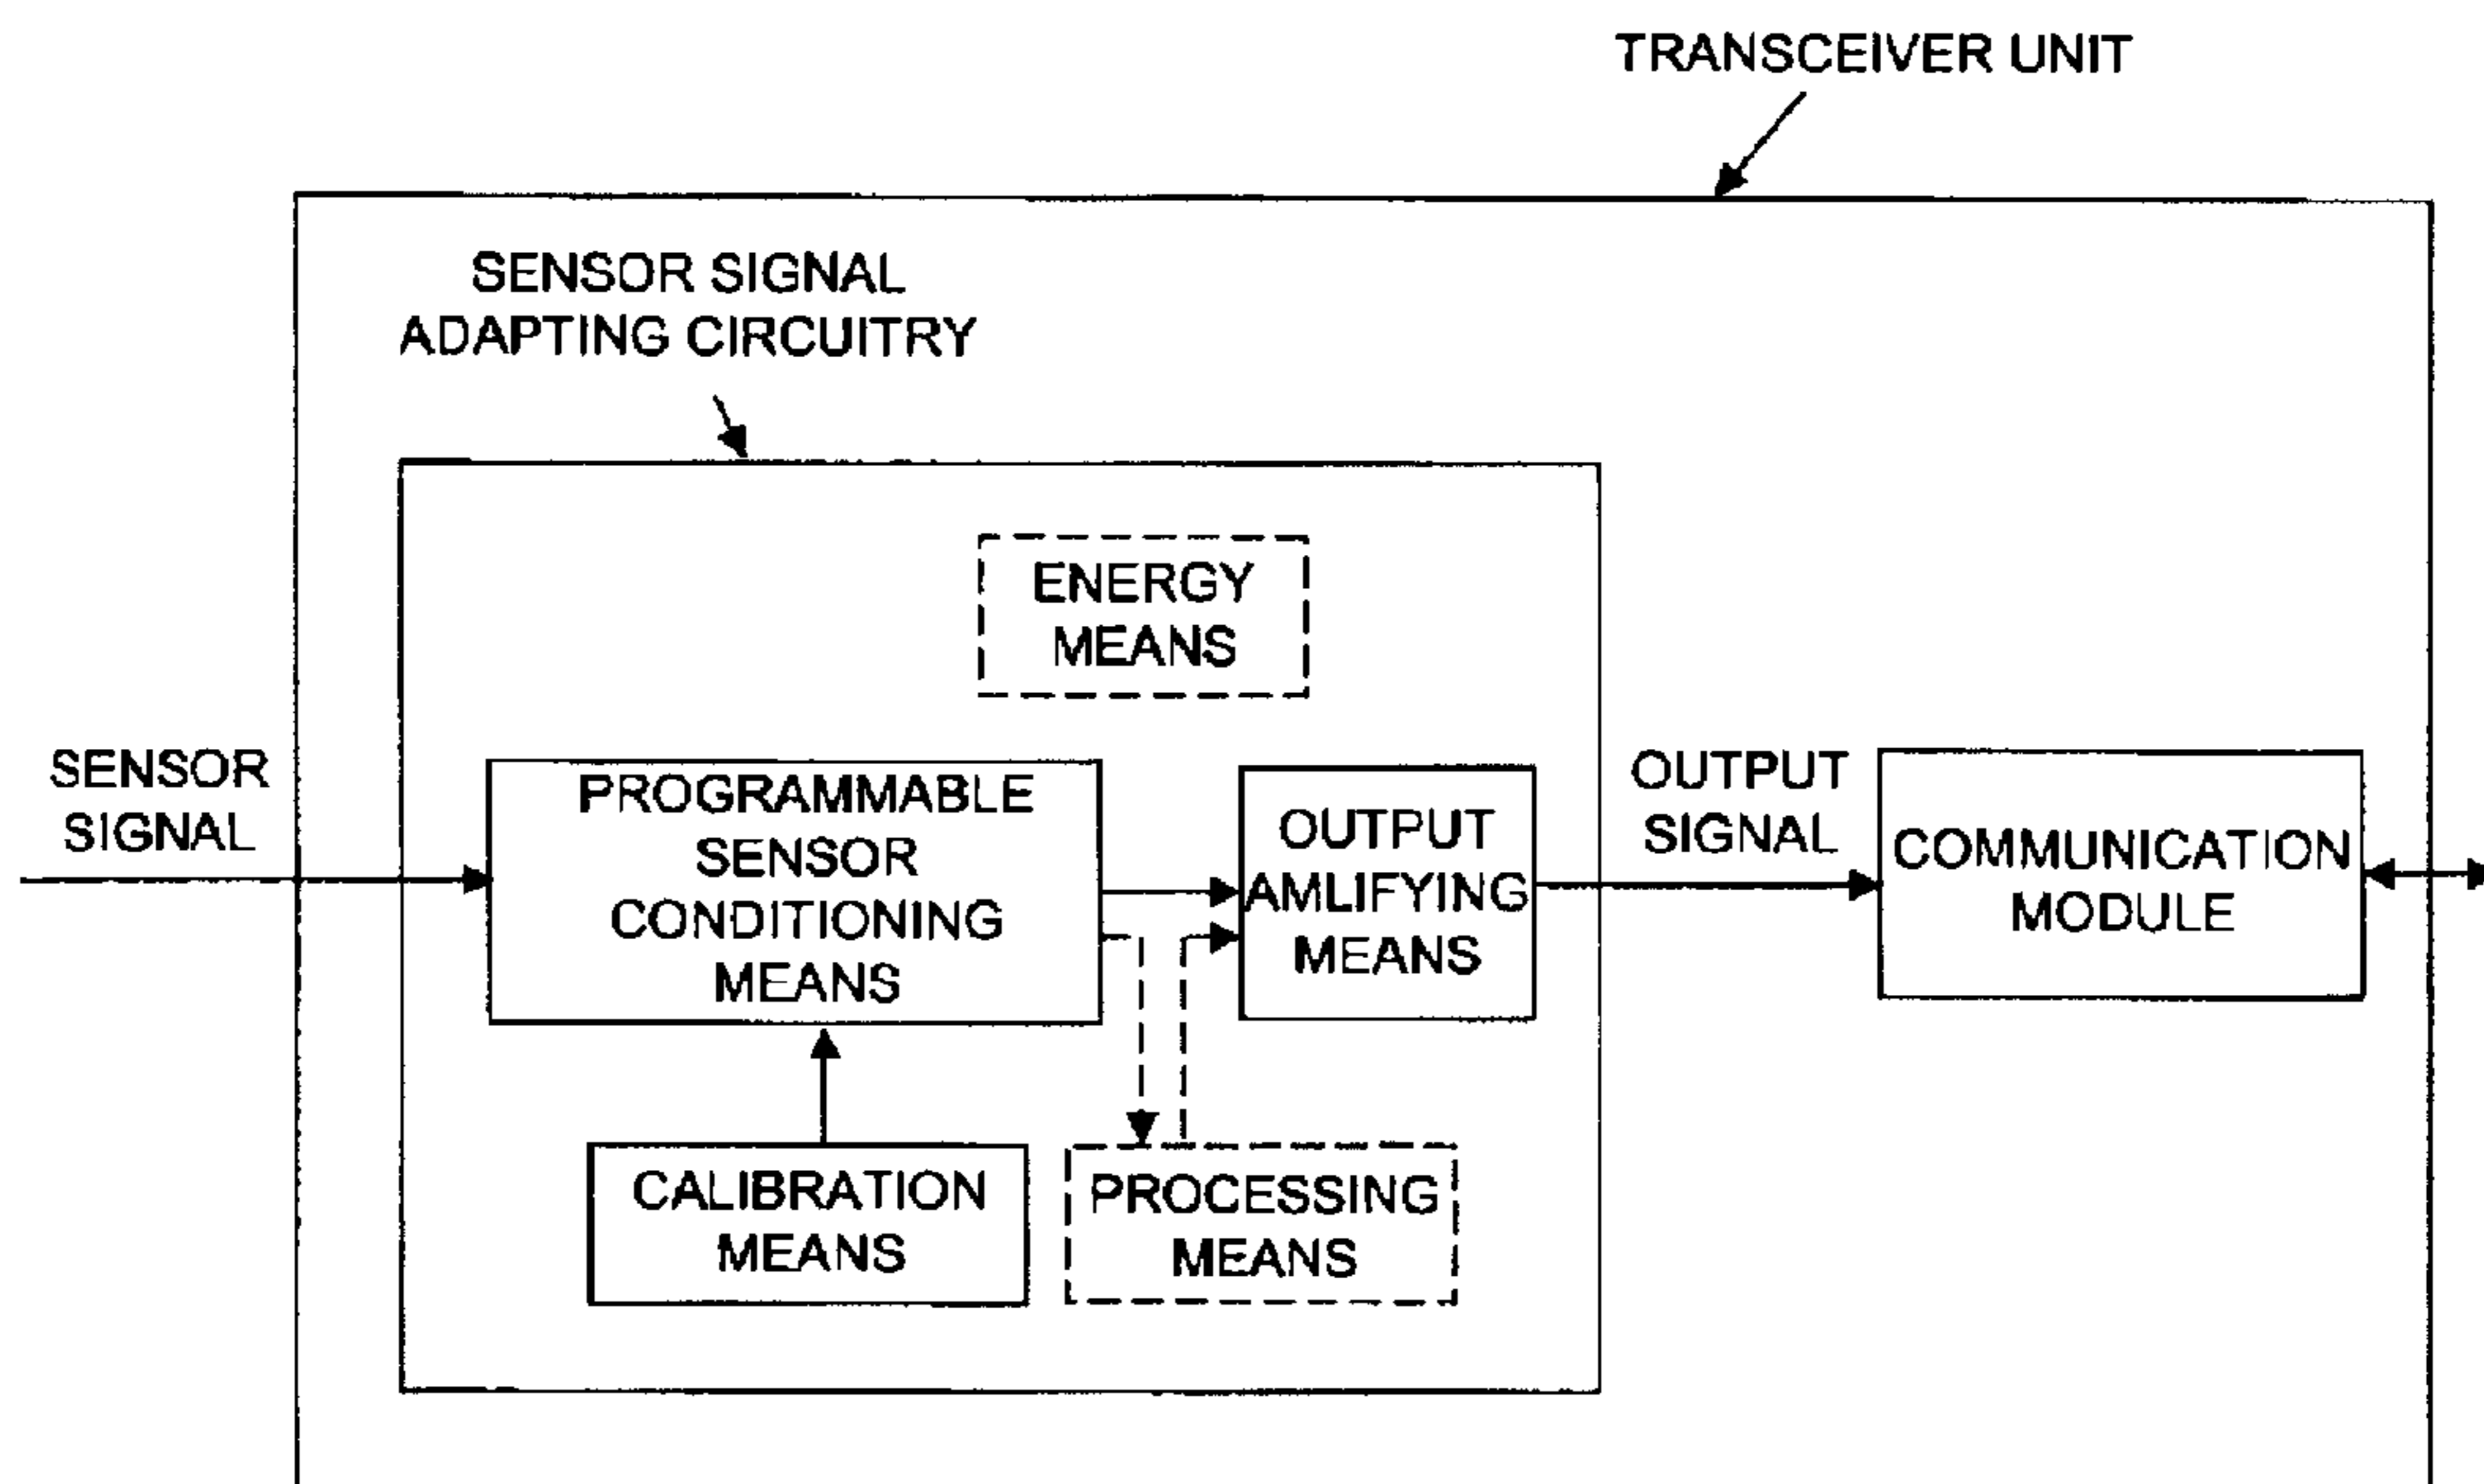 TRANSCEIVER UNIT
SENSOR SIGNAL
ADAPTING CIRCUITRY
ENERGY
MEANS
SENSOR
SIGNAL
PROGRAMMABLE
SENSOR
CONDITIONING
MEANS
OUTPUT
AMLIFYING
MEANS
OUTPUT
SIGNAL
COMMUNICATION
MODULE
CALIBRATION
MEANS
PROCESSING
MEANS